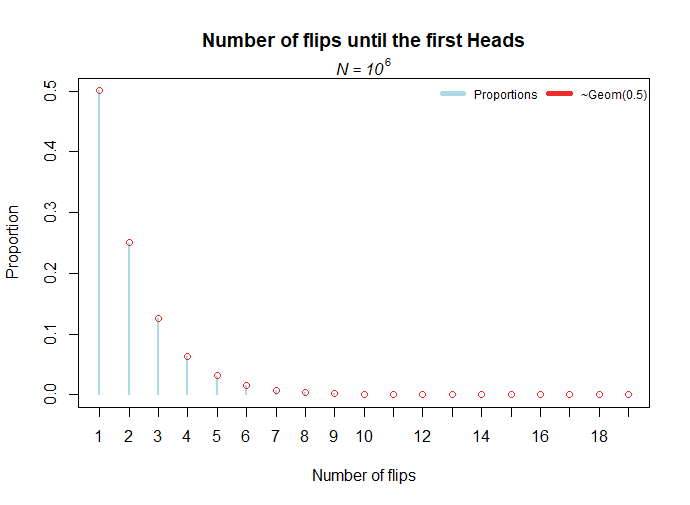 Number of flips until the first Heads
N = 10⁶
Proportions ~Geom(0.5)
Proportion
0.5
0.4
0.3
0.2
0.1
0.0
1 2 3 4 5 6 7 8 9 10 12 14 16 18
Number of flips